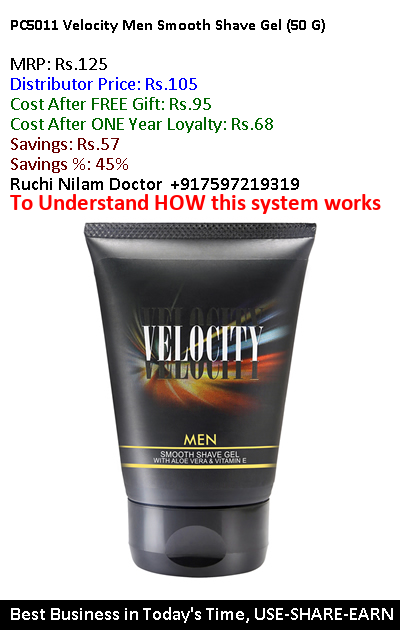 PC5011 Velocity Men Smooth Shave Gel (50 G)
MRP: Rs.125
Distributor Price: Rs.105
Cost After FREE Gift: Rs.95
Cost After ONE Year Loyalty: Rs.68
Savings: Rs.57
Savings %: 45%
Ruchi Nilam Doctor +917597219319
To Understand HOW this system works
VELOCITY
MEN
SMOOTH SHAVE GEL
WITH ALOE VERA & VITAMIN E
Best Business in Today's Time, USE-SHARE-EARN